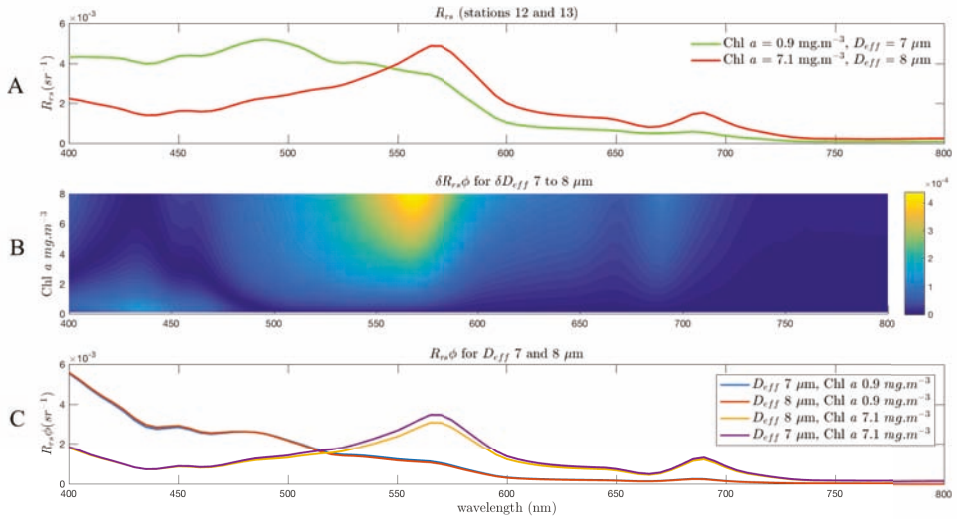 R_rs (stations 12 and 13)
×10⁻³
6
4
2
0
R_rs(sr⁻¹)
A
Chl a = 0.9 mg.m⁻³, D_eff = 7 μm
Chl a = 7.1 mg.m⁻³, D_eff = 8 μm
400 450 500 550 600 650 700 750 800
δR_rsϕ for δD_eff 7 to 8 μm
8
6
4
2
0
Chl a mg.m⁻³
B
×10⁻⁴
4
3
2
1
0
400 450 500 550 600 650 700 750 800
R_rsϕ for D_eff 7 and 8 μm
×10⁻³
6
4
2
0
R_rsϕ(sr⁻¹)
C
D_eff 7 μm, Chl a 0.9 mg.m⁻³
D_eff 8 μm, Chl a 0.9 mg.m⁻³
D_eff 8 μm, Chl a 7.1 mg.m⁻³
D_eff 7 μm, Chl a 7.1 mg.m⁻³
400 450 500 550 600 650 700 750 800
wavelength (nm)